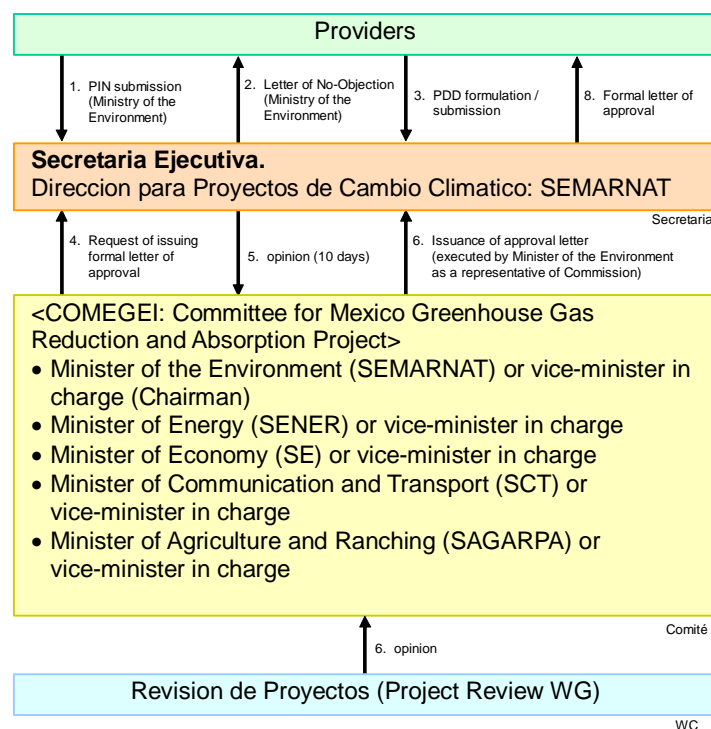 Providers
1. PIN submission
(Ministry of the
Environment)
2. Letter of No-Objection
(Ministry of the
Environment)
3. PDD formulation /
submission
8. Formal letter of
approval
Secretaria Ejecutiva.
Direccion para Proyectos de Cambio Climatico: SEMARNAT
Secretaria
4. Request of issuing
formal letter of
approval
5. opinion (10 days)
6. Issuance of approval letter
(executed by Minister of the Environment
as a representative of Commission)
<COMEGEI: Committee for Mexico Greenhouse Gas
Reduction and Absorption Project>
• Minister of the Environment (SEMARNAT) or vice-minister in
charge (Chairman)
• Minister of Energy (SENER) or vice-minister in charge
• Minister of Economy (SE) or vice-minister in charge
• Minister of Communication and Transport (SCT) or
vice-minister in charge
• Minister of Agriculture and Ranching (SAGARPA) or
vice-minister in charge
Comité
6. opinion
Revision de Proyectos (Project Review WG)
WC